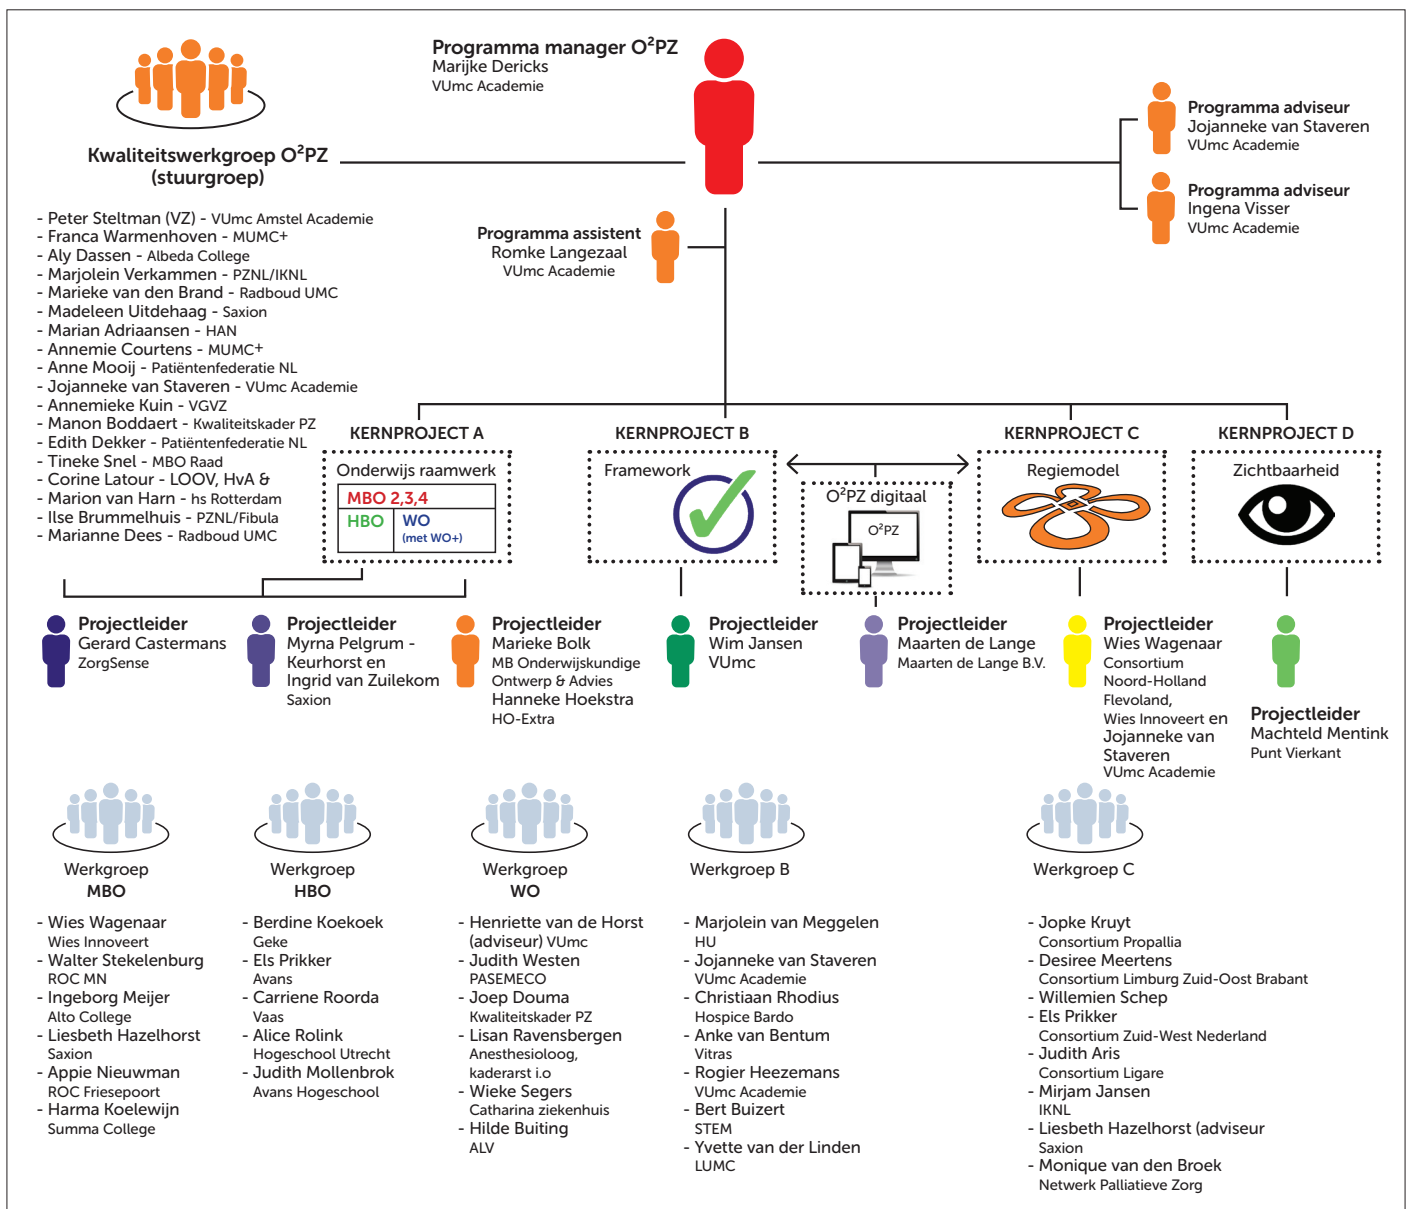 Programma manager O²PZ
Marijke Dericks
VUmc Academie
Kwaliteitswerkgroep O²PZ
(stuurgroep)
- Peter Steltman (VZ) - VUmc Amstel Academie
- Franca Warmenhoven - MUMC+
- Aly Dassen - Albeda College
- Marjolein Verkammen - PZNL/IKNL
- Marieke van den Brand - Radboud UMC
- Madeleen Uitdehaag - Saxion
- Marian Adriaansen - HAN
- Annemie Courtens - MUMC+
- Anne Mooij - Patiëntenfederatie NL
- Jojanneke van Staveren - VUmc Academie
- Annemieke Kuin - VGVZ
- Manon Boddaert - Kwaliteitskader PZ
- Edith Dekker - Patiëntenfederatie NL
- Tineke Snel - MBO Raad
- Corine Latour - LOOV, HvA &
- Marion van Harn - hs Rotterdam
- Ilse Brummelhuis - PZNL/Fibula
- Marianne Dees - Radboud UMC
Programma adviseur
Jojanneke van Staveren
VUmc Academie
Programma adviseur
Ingena Visser
VUmc Academie
Programma assistent
Romke Langezaal
VUmc Academie
KERNPROJECT A
Onderwijs raamwerk
MBO 2,3,4
HBO
WO
(met WO+)
KERNPROJECT B
Framework
O²PZ digitaal
O²PZ
KERNPROJECT C
Regiemodel
KERNPROJECT D
Zichtbaarheid
Projectleider
Gerard Castermans
ZorgSense
Projectleider
Myrna Pelgrum -
Keurhorst en
Ingrid van Zuilekom
Saxion
Projectleider
Marieke Bolk
MB Onderwijskundige
Ontwerp & Advies
Hanneke Hoekstra
HO-Extra
Projectleider
Wim Jansen
VUmc
Projectleider
Maarten de Lange
Maarten de Lange B.V.
Projectleider
Wies Wagenaar
Consortium
Noord-Holland
Flevoland,
Wies Innoveert en
Jojanneke van
Staveren
VUmc Academie
Projectleider
Machteld Mentink
Punt Vierkant
Werkgroep
MBO
- Wies Wagenaar
Wies Innoveert
- Walter Stekelenburg
ROC MN
- Ingeborg Meijer
Alto College
- Liesbeth Hazelhorst
Saxion
- Appie Nieuwman
ROC Friesepoort
- Harma Koelewijn
Summa College
Werkgroep
HBO
- Berdine Koekoek
Geke
- Els Prikker
Avans
- Carriene Roorda
Vaas
- Alice Rolink
Hogeschool Utrecht
- Judith Mollenbrok
Avans Hogeschool
Werkgroep
WO
- Henriette van de Horst
(adviseur) VUmc
- Judith Westen
PASEMECO
- Joep Douma
Kwaliteitskader PZ
- Lisan Ravensbergen
Anesthesioloog,
kaderarst i.o
- Wieke Segers
Catharina ziekenhuis
- Hilde Buiting
ALV
Werkgroep B
- Marjolein van Meggelen
HU
- Jojanneke van Staveren
VUmc Academie
- Christiaan Rhodius
Hospice Bardo
- Anke van Bentum
Vitras
- Rogier Heezemans
VUmc Academie
- Bert Buizert
STEM
- Yvette van der Linden
LUMC
Werkgroep C
- Jopke Kruyt
Consortium Propallia
- Desiree Meertens
Consortium Limburg Zuid-Oost Brabant
- Willemien Schep
- Els Prikker
Consortium Zuid-West Nederland
- Judith Aris
Consortium Ligare
- Mirjam Jansen
IKNL
- Liesbeth Hazelhorst (adviseur
Saxion
- Monique van den Broek
Netwerk Palliatieve Zorg